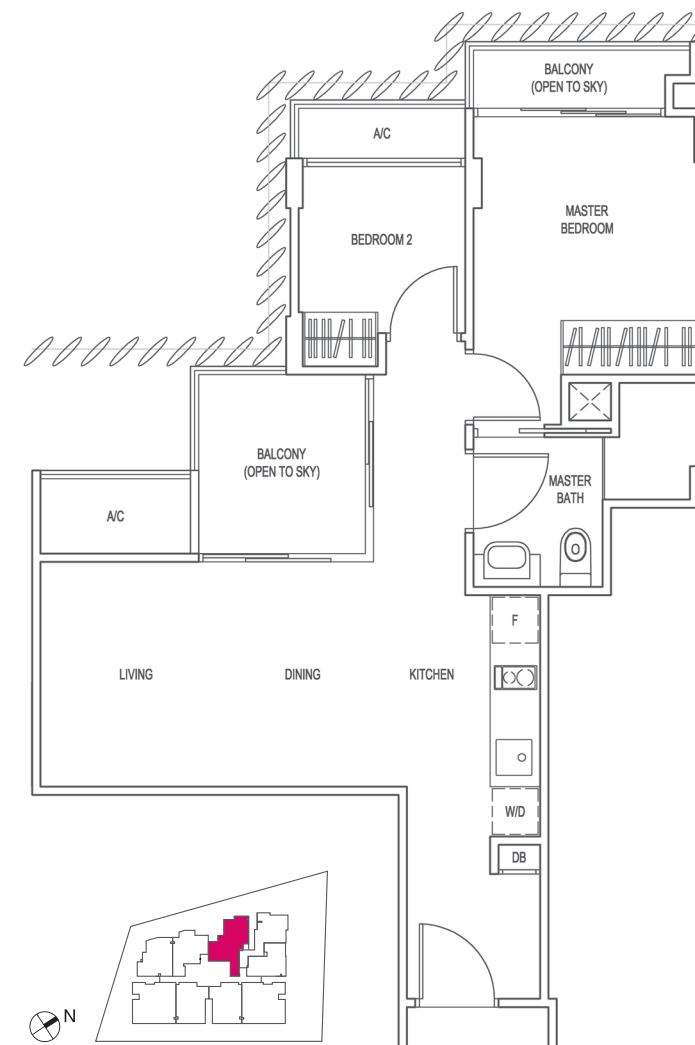 BALCONY
(OPEN TO SKY)
A/C
MASTER
BEDROOM
BEDROOM 2
BALCONY
(OPEN TO SKY)
MASTER
BATH
A/C
F
LIVING
DINING
KITCHEN
W/D
DB
N